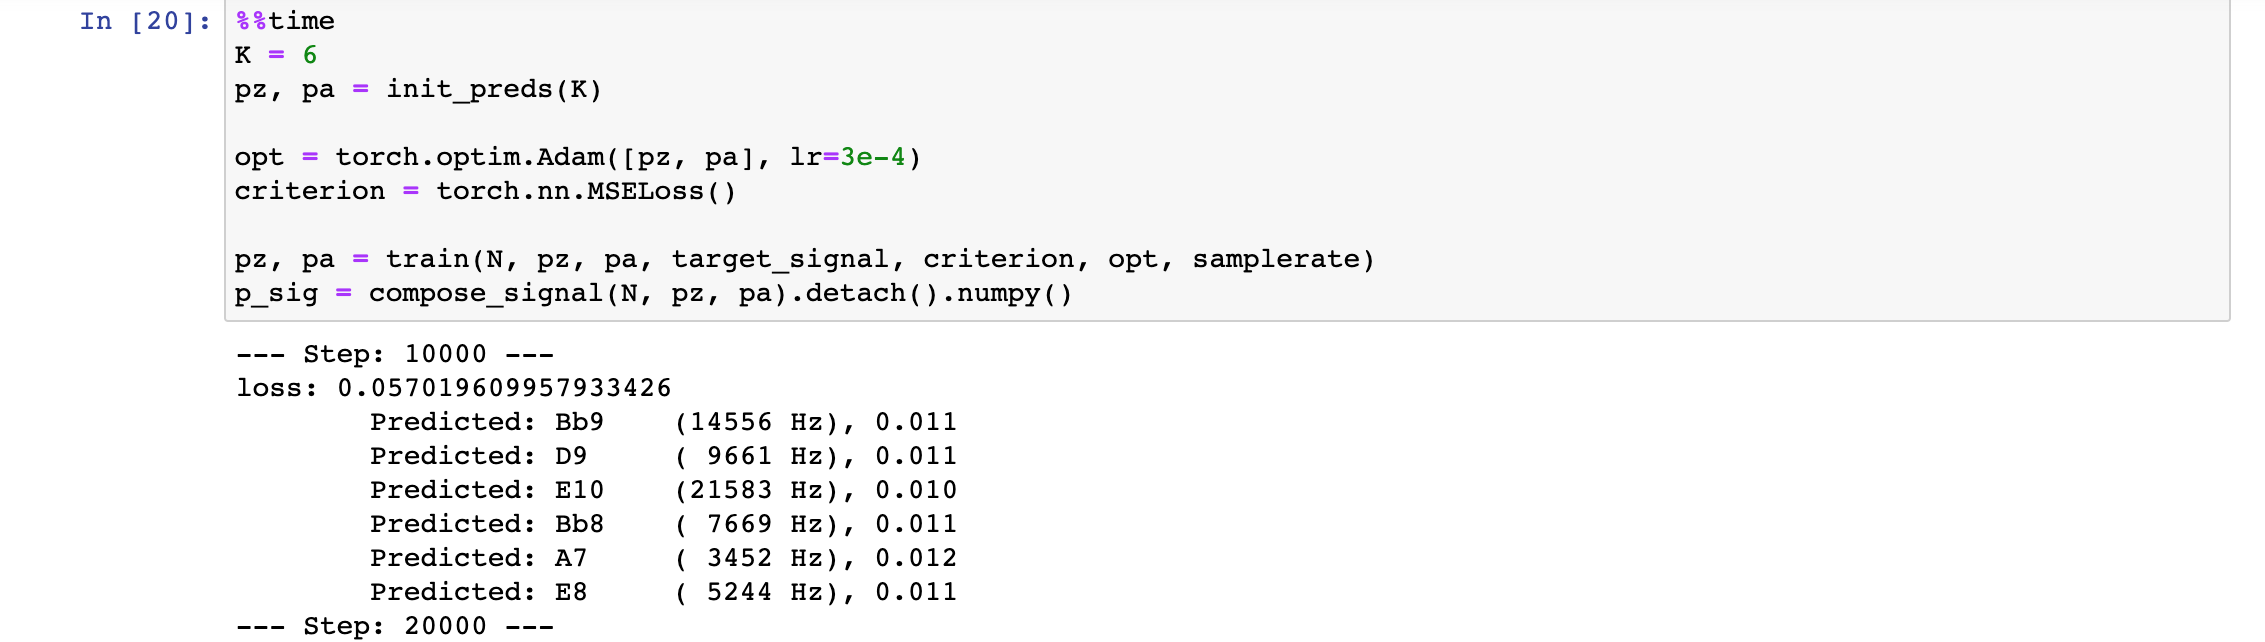 In [20]: %%time
K = 6
pz, pa = init_preds(K)
opt = torch.optim.Adam([pz, pa], lr=3e-4)
criterion = torch.nn.MSELoss()
pz, pa = train(N, pz, pa, target_signal, criterion, opt, samplerate)
p_sig = compose_signal(N, pz, pa).detach().numpy()
--- Step: 10000 ---
loss: 0.057019609957933426
Predicted: Bb9 (14556 Hz), 0.011
Predicted: D9 ( 9661 Hz), 0.011
Predicted: E10 (21583 Hz), 0.010
Predicted: Bb8 ( 7669 Hz), 0.011
Predicted: A7 ( 3452 Hz), 0.012
Predicted: E8 ( 5244 Hz), 0.011
--- Step: 20000 ---